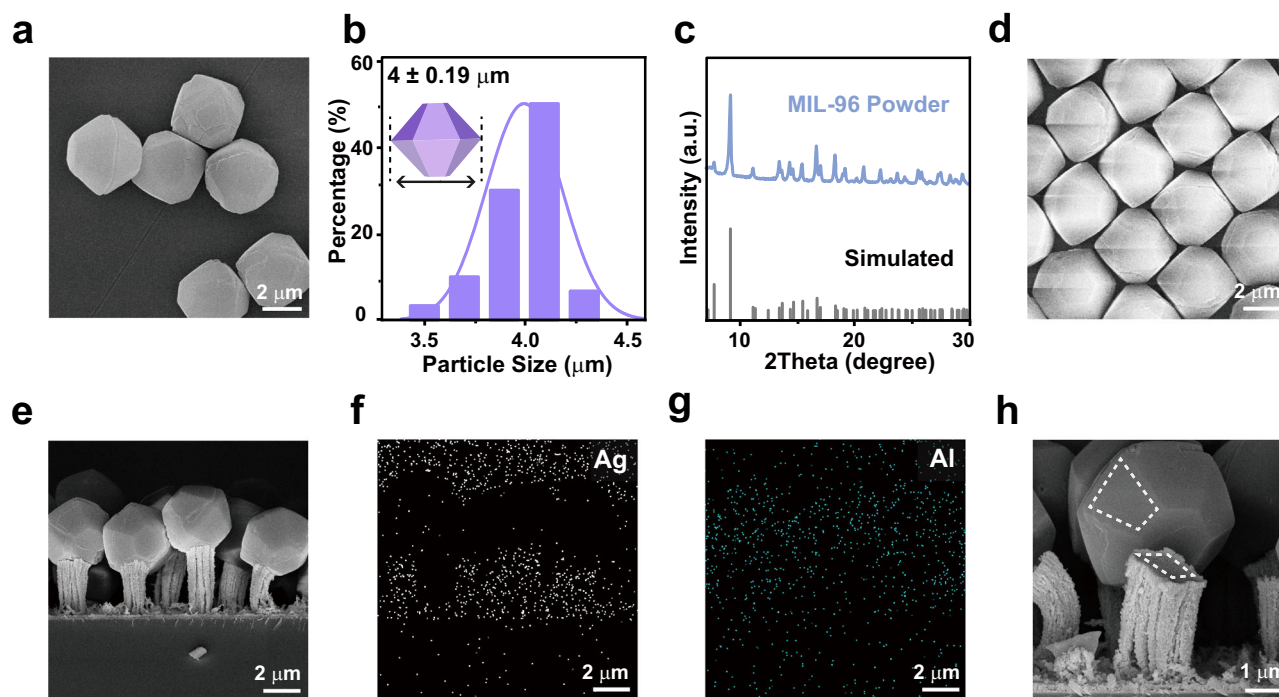 a
2 μm
b
4 ± 0.19 μm
Percentage (%)
60
40
20
0
3.5
4.0
4.5
Particle Size (μm)
c
MIL-96 Powder
Simulated
Intensity (a.u.)
10
20
30
2Theta (degree)
d
2 μm
e
2 μm
f
Ag
2 μm
g
Al
2 μm
h
1 μm